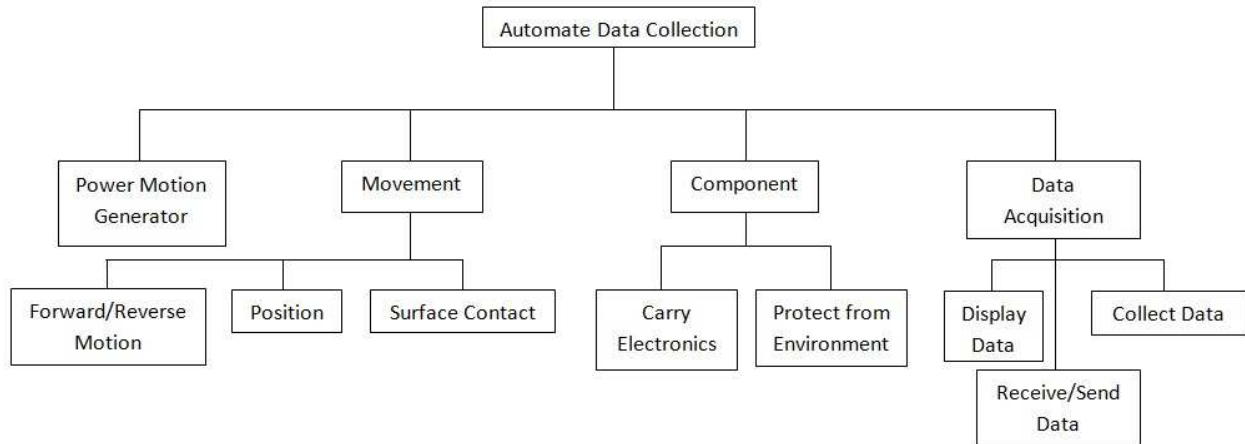 Automate Data Collection
Power Motion
Generator
Movement
Component
Data
Acquisition
Forward/Reverse
Motion
Position
Surface Contact
Carry
Electronics
Protect from
Environment
Display
Data
Collect Data
Receive/Send
Data